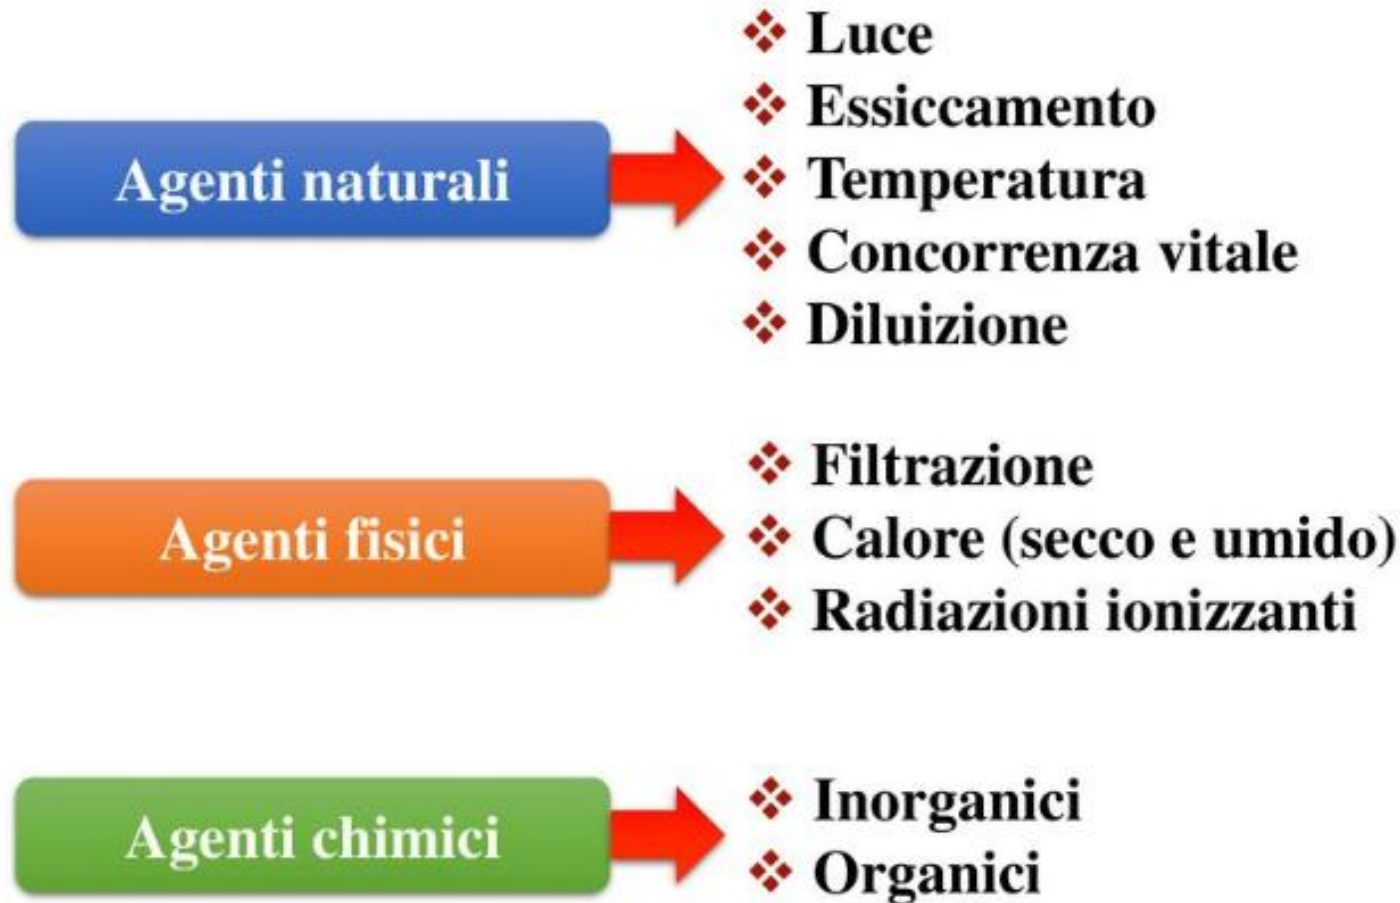 Agenti naturali
Luce
Essiccamento
Temperatura
Concorrenza vitale
Diluizione
Agenti fisici
Filtrazione
Calore (secco e umido)
Radiazioni ionizzanti
Agenti chimici
Inorganici
Organici